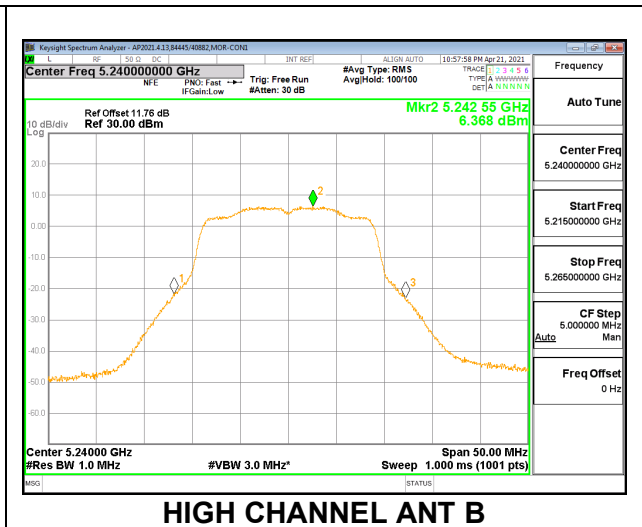 Keysight Spectrum Analyzer - AP2021.4.13,84445/40882,MOR-CON1
L RF 50 Ω DC INT REF ALIGN AUTO 10:57:58 PM Apr 21, 2021
Center Freq 5.240000000 GHz
NFE
PNO: Fast
IFGain:Low
Trig: Free Run
#Atten: 30 dB
#Avg Type: RMS
Avg|Hold: 100/100
TRACE 1 2 3 4 5 6
TYPE A WWWWW
DET A N N N N N
Ref Offset 11.76 dB
Ref 30.00 dBm
10 dB/div
Log
Mkr2 5.242 55 GHz
6.368 dBm
20.0
10.0
0.00
-10.0
-20.0
-30.0
-40.0
-50.0
-60.0
1
2
3
Center 5.24000 GHz
Span 50.00 MHz
#Res BW 1.0 MHz
#VBW 3.0 MHz*
Sweep 1.000 ms (1001 pts)
MSG
STATUS
Frequency
Auto Tune
Center Freq
5.240000000 GHz
Start Freq
5.215000000 GHz
Stop Freq
5.265000000 GHz
CF Step
5.000000 MHz
Auto Man
Freq Offset
0 Hz
HIGH CHANNEL ANT B